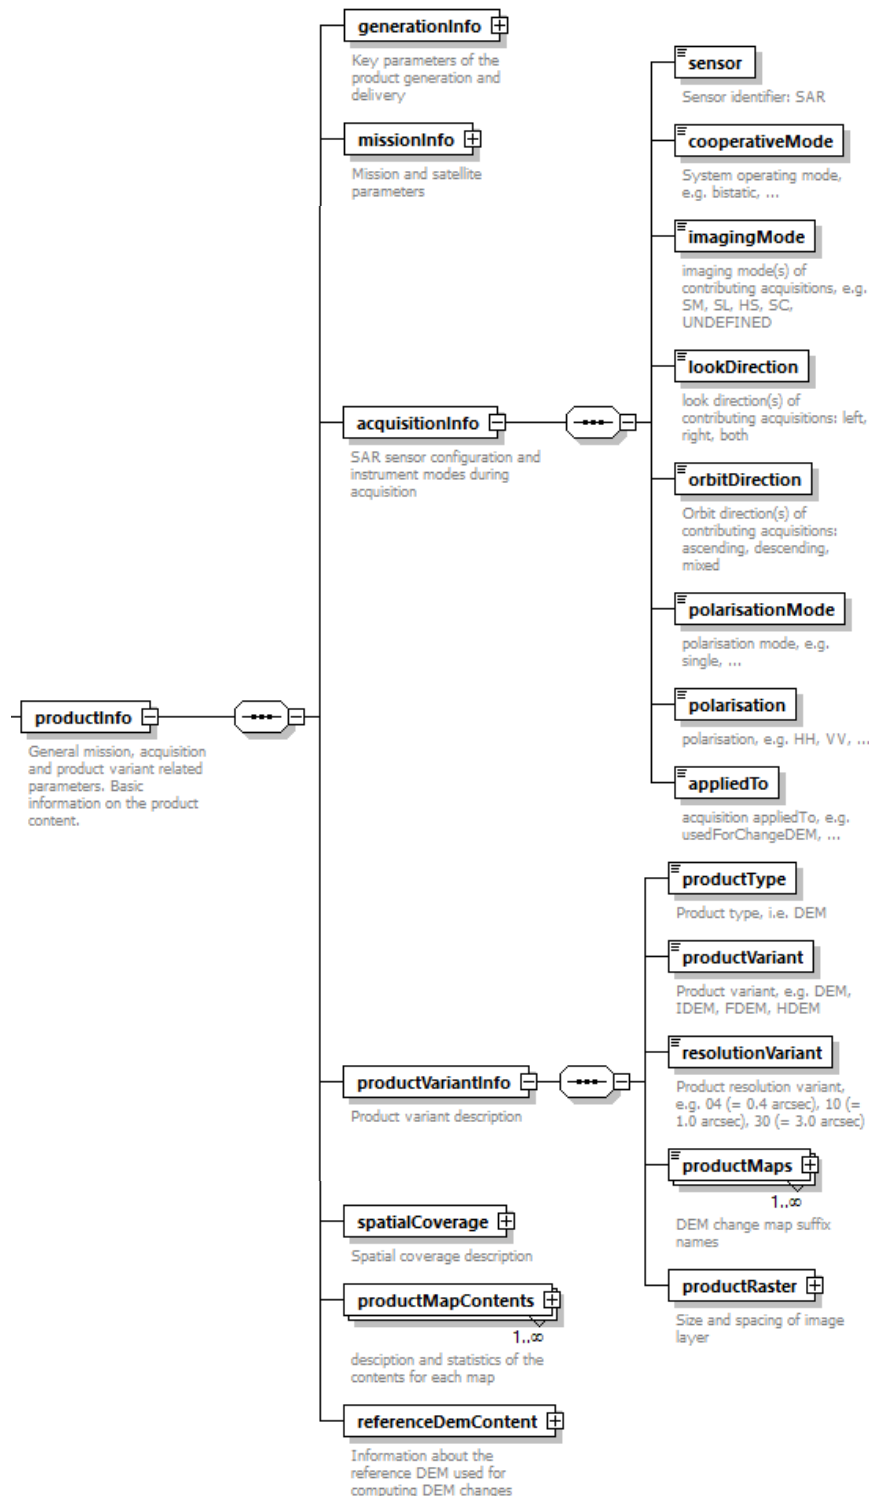 productInfo
General mission, acquisition
and product variant related
parameters. Basic
information on the product
content.
generationInfo
Key parameters of the
product generation and
delivery
missionInfo
Mission and satellite
parameters
acquisitionInfo
SAR sensor configuration and
instrument modes during
acquisition
sensor
Sensor identifier: SAR
cooperativeMode
System operating mode,
e.g. bistatic, ...
imagingMode
imaging mode(s) of
contributing acquisitions, e.g.
SM, SL, HS, SC,
UNDEFINED
lookDirection
look direction(s) of
contributing acquisitions: left,
right, both
orbitDirection
Orbit direction(s) of
contributing acquisitions:
ascending, descending,
mixed
polarisationMode
polarisation mode, e.g.
single, ...
polarisation
polarisation, e.g. HH, VV, ...
appliedTo
acquisition appliedTo, e.g.
usedForChangeDEM, ...
productVariantInfo
Product variant description
productType
Product type, i.e. DEM
productVariant
Product variant, e.g. DEM,
IDEM, FDEM, HDEM
resolutionVariant
Product resolution variant,
e.g. 04 (= 0.4 arcsec), 10 (=
1.0 arcsec), 30 (= 3.0 arcsec)
productMaps
1..∞
DEM change map suffix
names
productRaster
Size and spacing of image
layer
spatialCoverage
Spatial coverage description
productMapContents
1..∞
desciption and statistics of the
contents for each map
referenceDemContent
Information about the
reference DEM used for
computing DEM changes